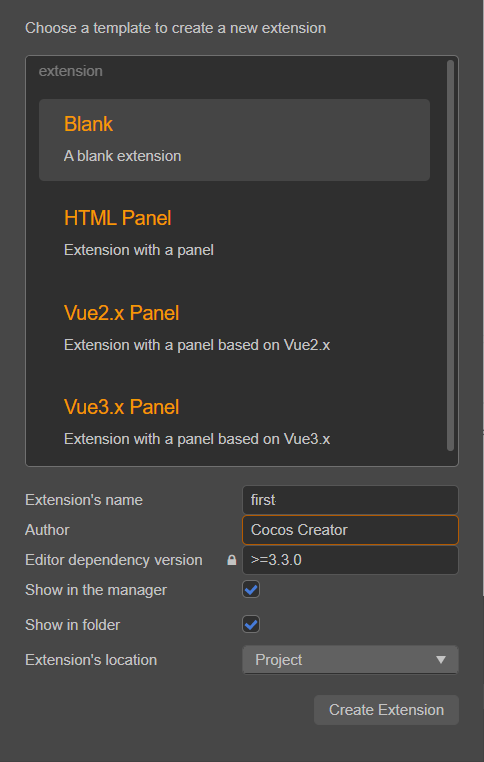 Choose a template to create a new extension
extension
Blank
A blank extension
HTML Panel
Extension with a panel
Vue2.x Panel
Extension with a panel based on Vue2.x
Vue3.x Panel
Extension with a panel based on Vue3.x
Extension's name first
Author Cocos Creator
Editor dependency version >=3.3.0
Show in the manager
Show in folder
Extension's location Project
Create Extension